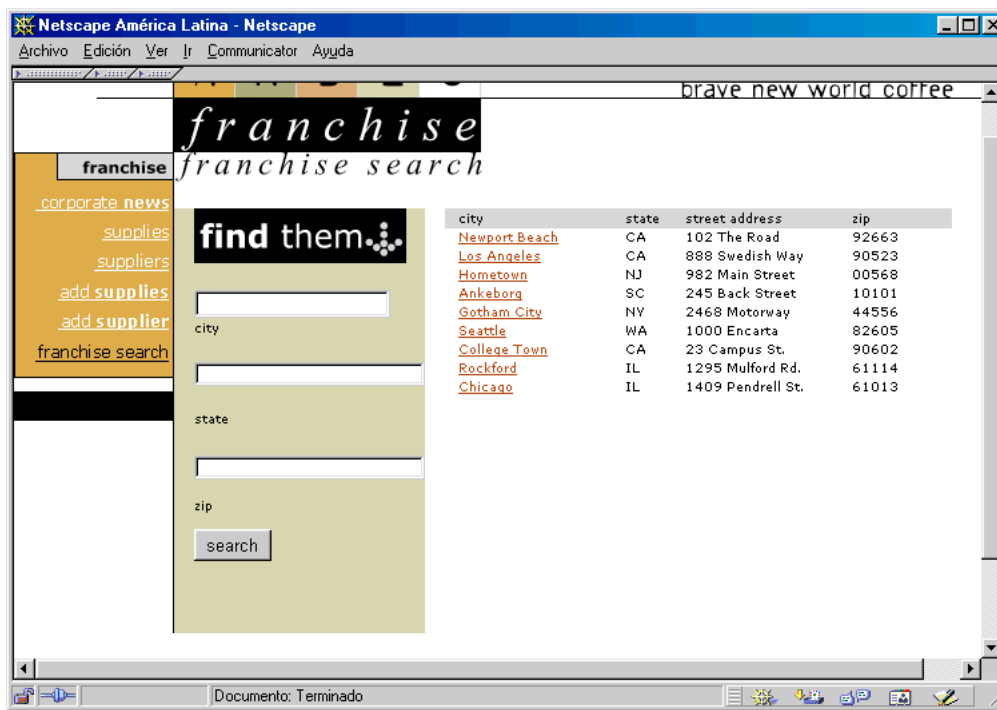 Netscape América Latina - Netscape
Archivo Edición Ver Ir Communicator Ayuda
brave new world coffee
franchise
franchise search
franchise
corporate news
supplies
suppliers
add supplies
add supplier
franchise search
find them
city
state
zip
search
city state street address zip
Newport Beach CA 102 The Road 92663
Los Angeles CA 888 Swedish Way 90523
Hometown NJ 982 Main Street 00568
Ankeborg SC 245 Back Street 10101
Gotham City NY 2468 Motorway 44556
Seattle WA 1000 Encarta 82605
College Town CA 23 Campus St. 90602
Rockford IL 1295 Mulford Rd. 61114
Chicago IL 1409 Pendrell St. 61013
Documento: Terminado